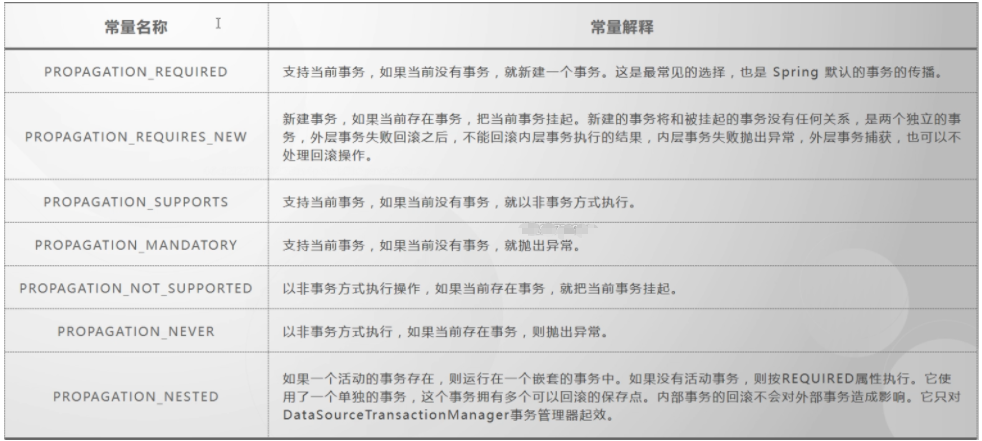 常量名称
常量解释
PROPAGATION_REQUIRED
支持当前事务，如果当前没有事务，就新建一个事务。这是最常见的选择，也是 Spring 默认的事务的传播。
PROPAGATION_REQUIRES_NEW
新建事务，如果当前存在事务，把当前事务挂起。新建的事务将和被挂起的事务没有任何关系，是两个独立的事
务，外层事务失败回滚之后，不能回滚内层事务执行的结果，内层事务失败抛出异常，外层事务捕获，也可以不
处理回滚操作。
PROPAGATION_SUPPORTS
支持当前事务，如果当前没有事务，就以非事务方式执行。
PROPAGATION_MANDATORY
支持当前事务，如果当前没有事务，就抛出异常。
PROPAGATION_NOT_SUPPORTED
以非事务方式执行操作，如果当前存在事务，就把当前事务挂起。
PROPAGATION_NEVER
以非事务方式执行，如果当前存在事务，则抛出异常。
PROPAGATION_NESTED
如果一个活动的事务存在，则运行在一个嵌套的事务中。如果没有活动事务，则按REQUIRED属性执行。它使
用了一个单独的事务，这个事务拥有多个可以回滚的保存点。内部事务的回滚不会对外部事务造成影响。它只对
DataSourceTransactionManager事务管理器起效。